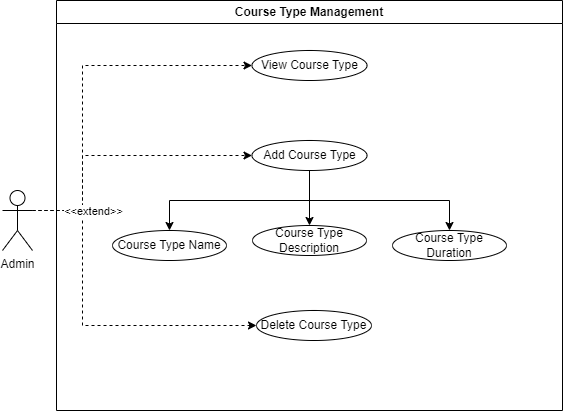 Course Type Management
View Course Type
Add Course Type
<<extend>>
Course Type Name
Course Type
Description
Course Type
Duration
Admin
Delete Course Type